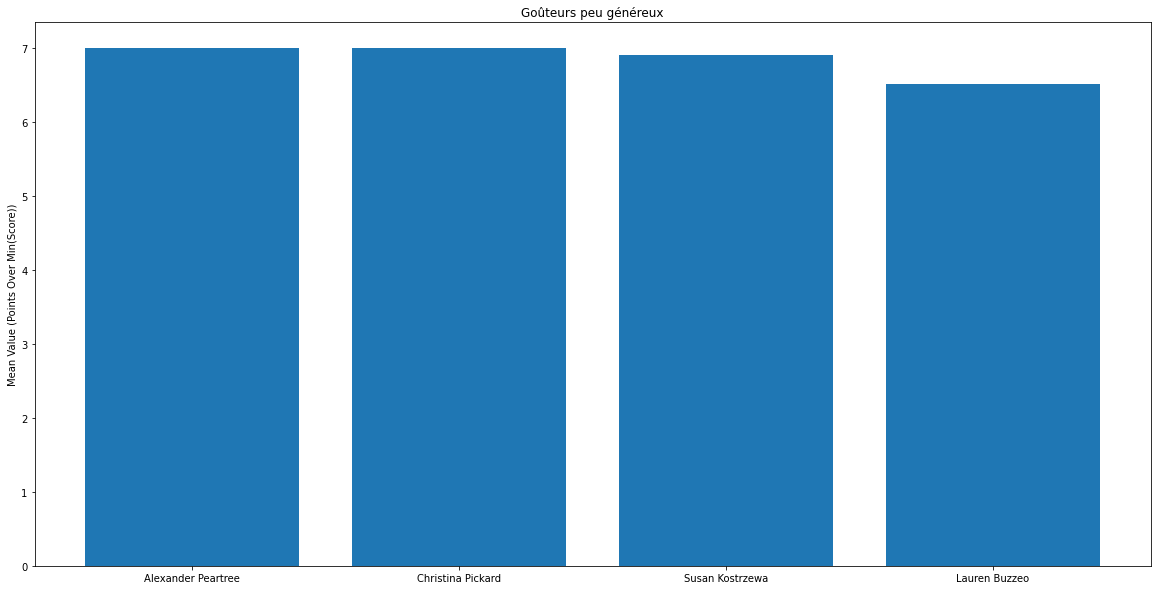 Goûteurs peu généreux
Mean Value (Points Over Min(Score))
7
6
5
4
3
2
1
0
Alexander Peartree
Christina Pickard
Susan Kostrzewa
Lauren Buzzeo